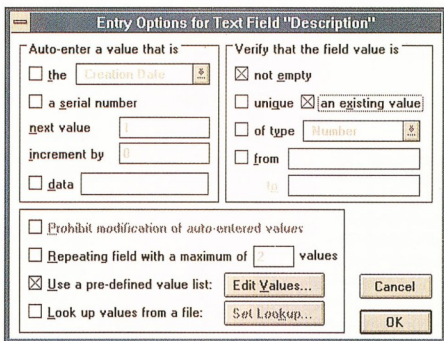 Entry Options for Text Field "Description"
Auto-enter a value that is
the Creation Date
a serial number
next value 1
increment by 0
data
Verify that the field value is
not empty
unique an existing value
of type Number
from
to
Prohibit modification of auto-entered values
Repeating field with a maximum of 2 values
Use a pre-defined value list: Edit Values...
Look up values from a file: Set Lookup...
Cancel
OK